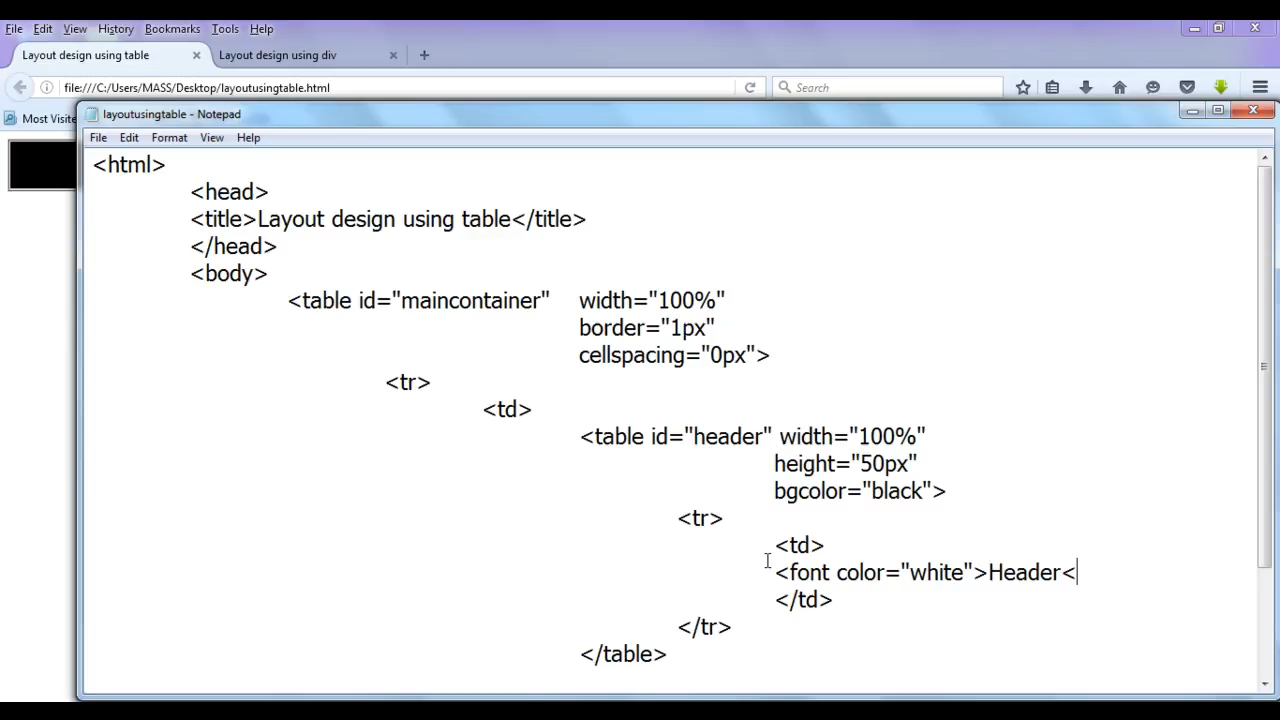 File Edit View History Bookmarks Tools Help
Layout design using table Layout design using div
file:///C:/Users/MASS/Desktop/layoutusingtable.html Search
Most Visite
layoutusingtable - Notepad
File Edit Format View Help
<html>
<head>
<title>Layout design using table</title>
</head>
<body>
<table id="maincontainer" width="100%"
border="1px"
cellspacing="0px">
<tr>
<td>
<table id="header" width="100%"
height="50px"
bgcolor="black">
<tr>
<td>
<font color="white">Header<
</td>
</tr>
</table>